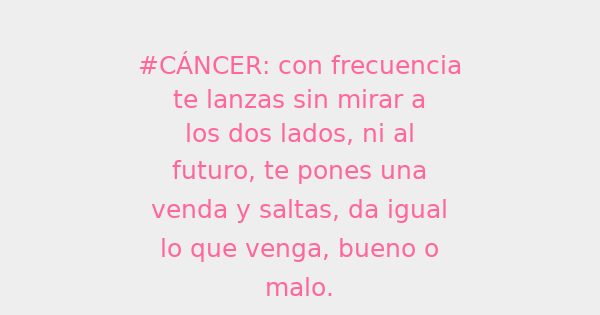 #CÁNCER: con frecuencia
te lanzas sin mirar a
los dos lados, ni al
futuro, te pones una
venda y saltas, da igual
lo que venga, bueno o
malo.